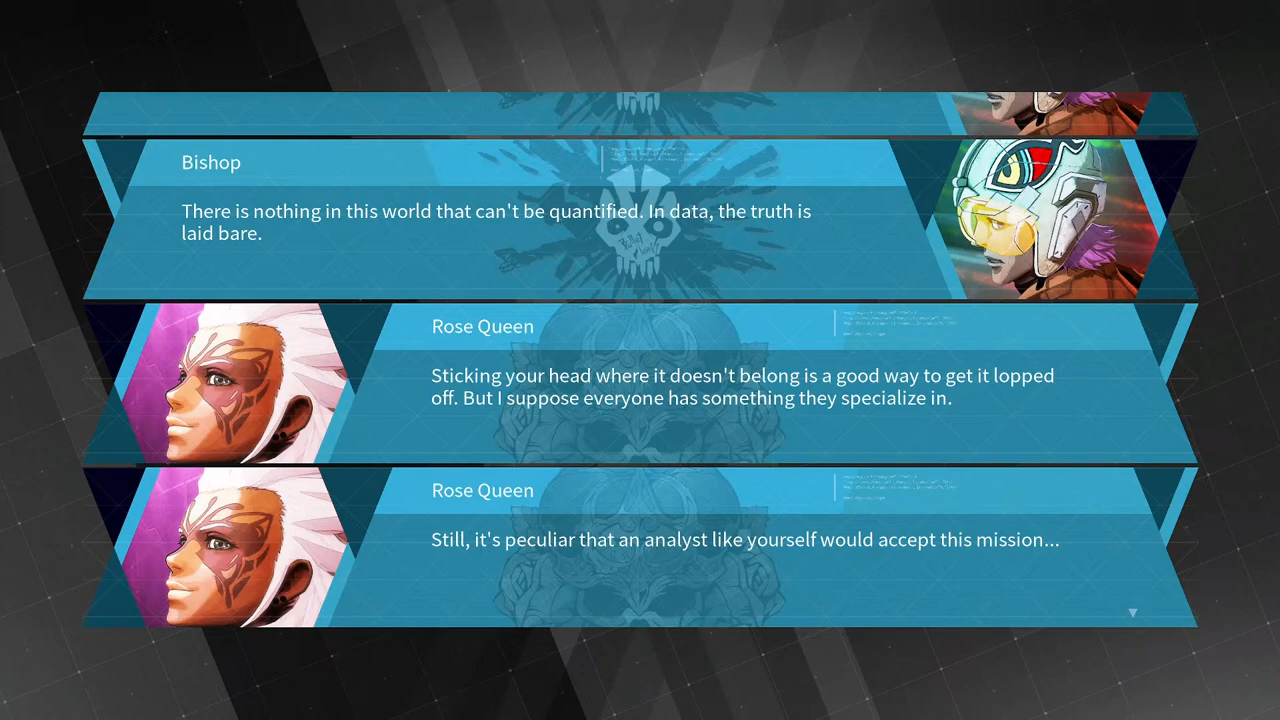 Bishop
There is nothing in this world that can't be quantified. In data, the truth is
laid bare.
Rose Queen
Sticking your head where it doesn't belong is a good way to get it lopped
off. But I suppose everyone has something they specialize in.
Rose Queen
Still, it's peculiar that an analyst like yourself would accept this mission...